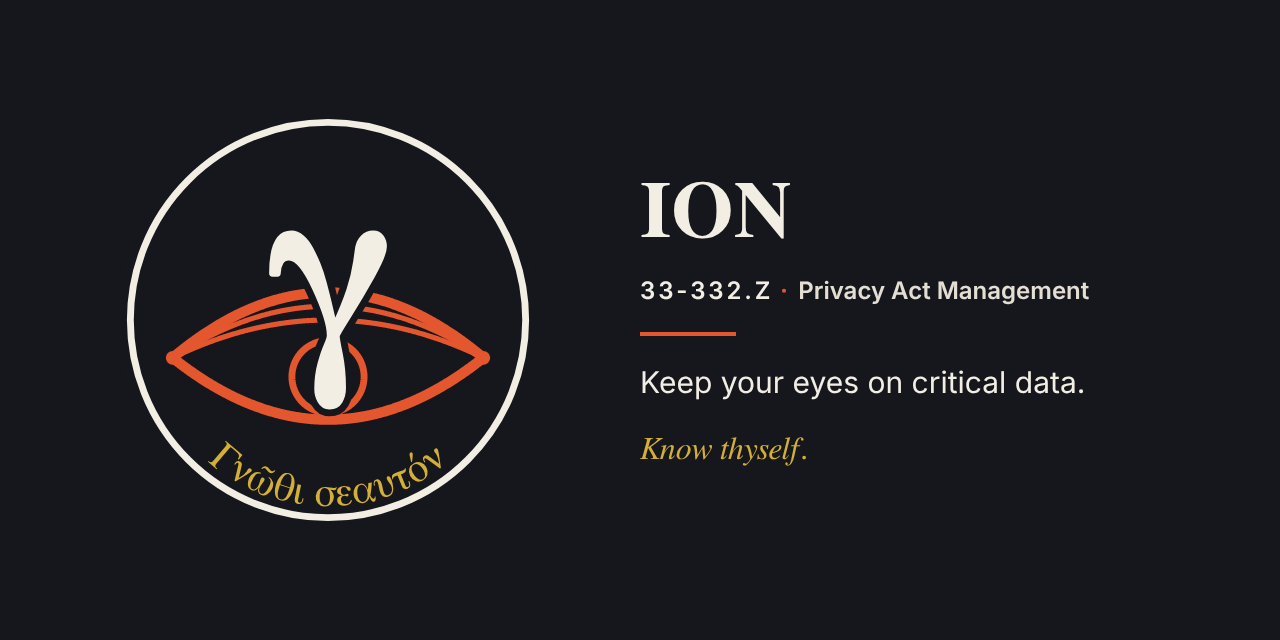 γ
Γνῶθι σεαυτόν
ION
33-332.Z · Privacy Act Management
Keep your eyes on critical data.
Know thyself.